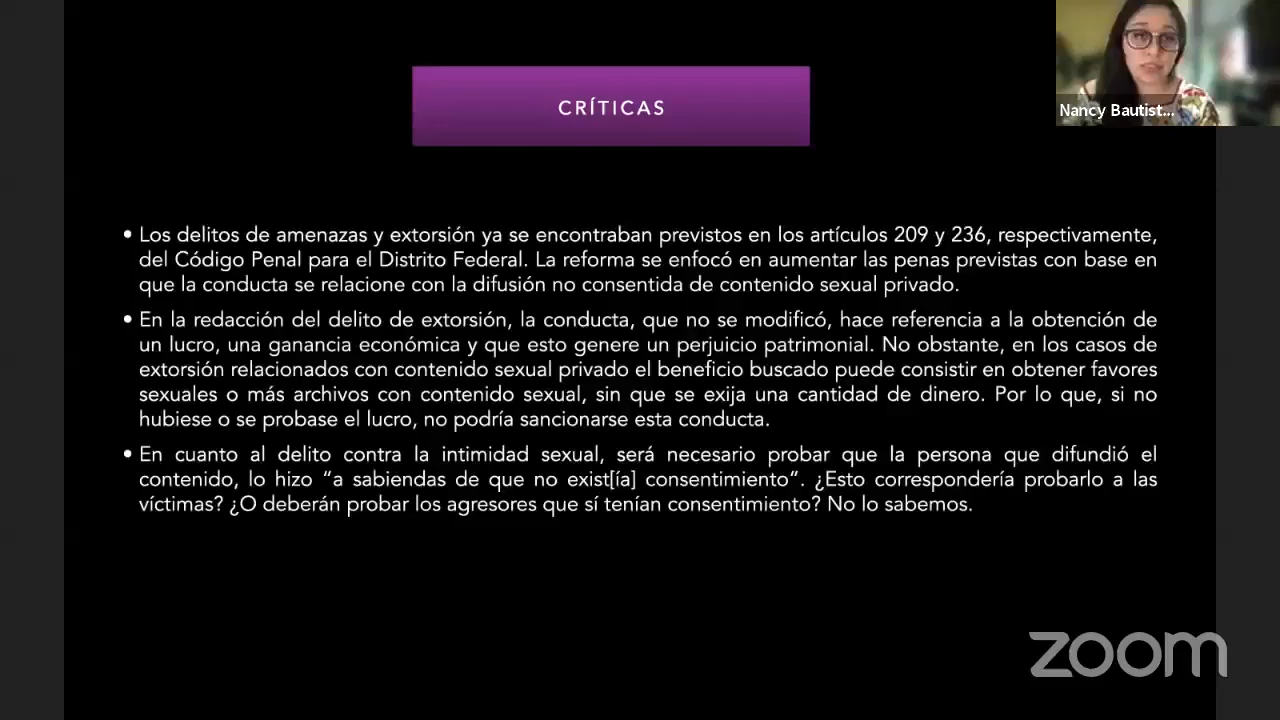 CRÍTICAS
Nancy Bautist...
• Los delitos de amenazas y extorsión ya se encontraban previstos en los artículos 209 y 236, respectivamente,
del Código Penal para el Distrito Federal. La reforma se enfocó en aumentar las penas previstas con base en
que la conducta se relacione con la difusión no consentida de contenido sexual privado.
• En la redacción del delito de extorsión, la conducta, que no se modificó, hace referencia a la obtención de
un lucro, una ganancia económica y que esto genere un perjuicio patrimonial. No obstante, en los casos de
extorsión relacionados con contenido sexual privado el beneficio buscado puede consistir en obtener favores
sexuales o más archivos con contenido sexual, sin que se exija una cantidad de dinero. Por lo que, si no
hubiese o se probase el lucro, no podría sancionarse esta conducta.
• En cuanto al delito contra la intimidad sexual, será necesario probar que la persona que difundió el
contenido, lo hizo “a sabiendas de que no exist[ía] consentimiento”. ¿Esto correspondería probarlo a las
víctimas? ¿O deberán probar los agresores que sí tenían consentimiento? No lo sabemos.
zoom